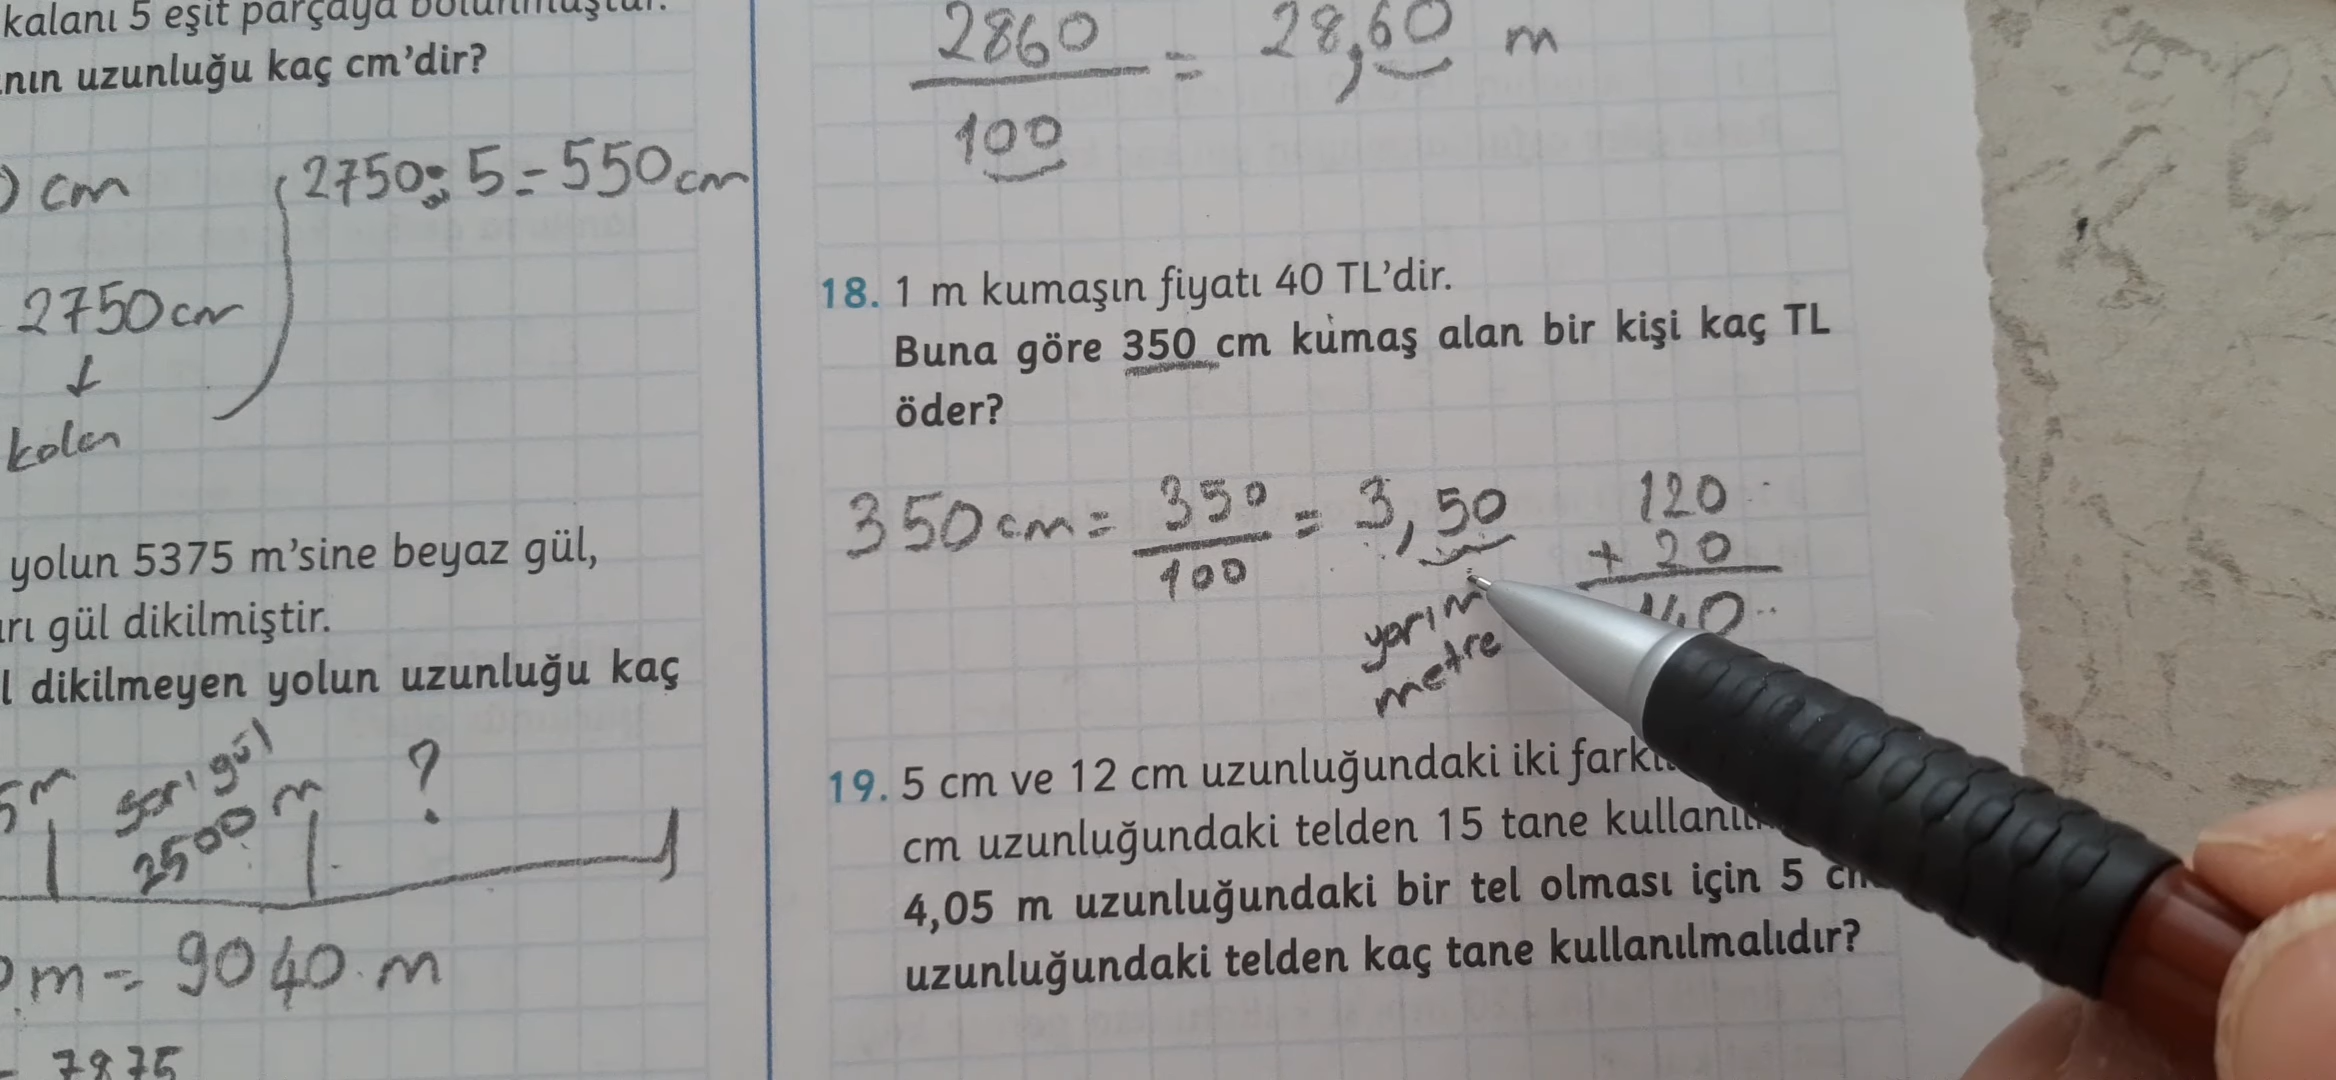 kalanı 5 eşit parçaya bölünmüştür.
nın uzunluğu kaç cm'dir?
cm
2750 : 5 = 550 cm
2750 cm
↓
kalan
yolun 5375 m'sine beyaz gül,
rı gül dikilmiştir.
l dikilmeyen yolun uzunluğu kaç
5m
sarı gül
2500 m
?
m = 9040 m
- 7875
2860
100
= 28,60 m
18. 1 m kumaşın fiyatı 40 TL'dir.
Buna göre 350 cm kumaş alan bir kişi kaç TL
öder?
350 cm = 350/100 = 3,50
yarım
metre
120
+ 20
140
19. 5 cm ve 12 cm uzunluğundaki iki
cm uzunluğundaki telden 15 tane
4,05 m uzunluğundaki bir tel olması için 5
uzunluğundaki telden kaç tane kullanılmalıdır?